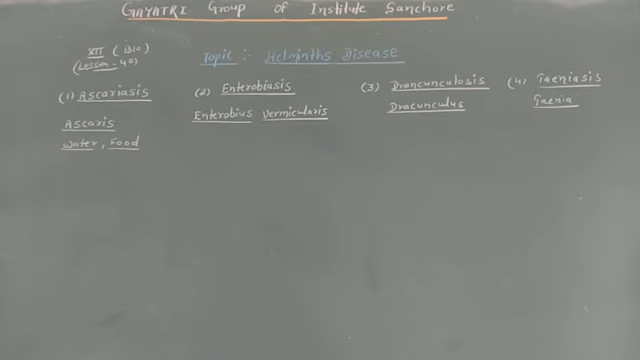 GAYATRI Group of Institute Sanchore
XII (BIO)
(Lesson-40)
Topic :- Helminths Disease
(1) Ascariasis
Ascaris
Water, Food
(2) Enterobiasis
Enterobius Vermicularis
(3) Drancunculosis
Dracunculus
(4) Taeniasis
Taenia